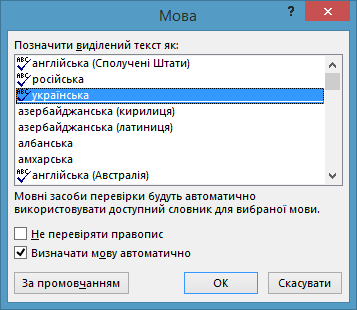 Мова
?
Позначити виділений текст як:
англійська (Сполучені Штати)
російська
українська
азербайджанська (кирилиця)
азербайджанська (латиниця)
албанська
амхарська
англійська (Австралія)
Мовні засоби перевірки будуть автоматично
використовувати доступний словник для вибраної мови.
Не перевіряти правопис
Визначати мову автоматично
За промовчанням
ОК
Скасувати